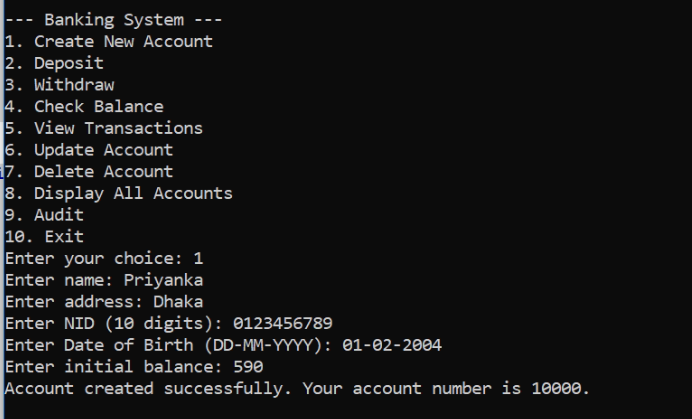 --- Banking System ---
1. Create New Account
2. Deposit
3. Withdraw
4. Check Balance
5. View Transactions
6. Update Account
7. Delete Account
8. Display All Accounts
9. Audit
10. Exit
Enter your choice: 1
Enter name: Priyanka
Enter address: Dhaka
Enter NID (10 digits): 0123456789
Enter Date of Birth (DD-MM-YYYY): 01-02-2004
Enter initial balance: 590
Account created successfully. Your account number is 10000.